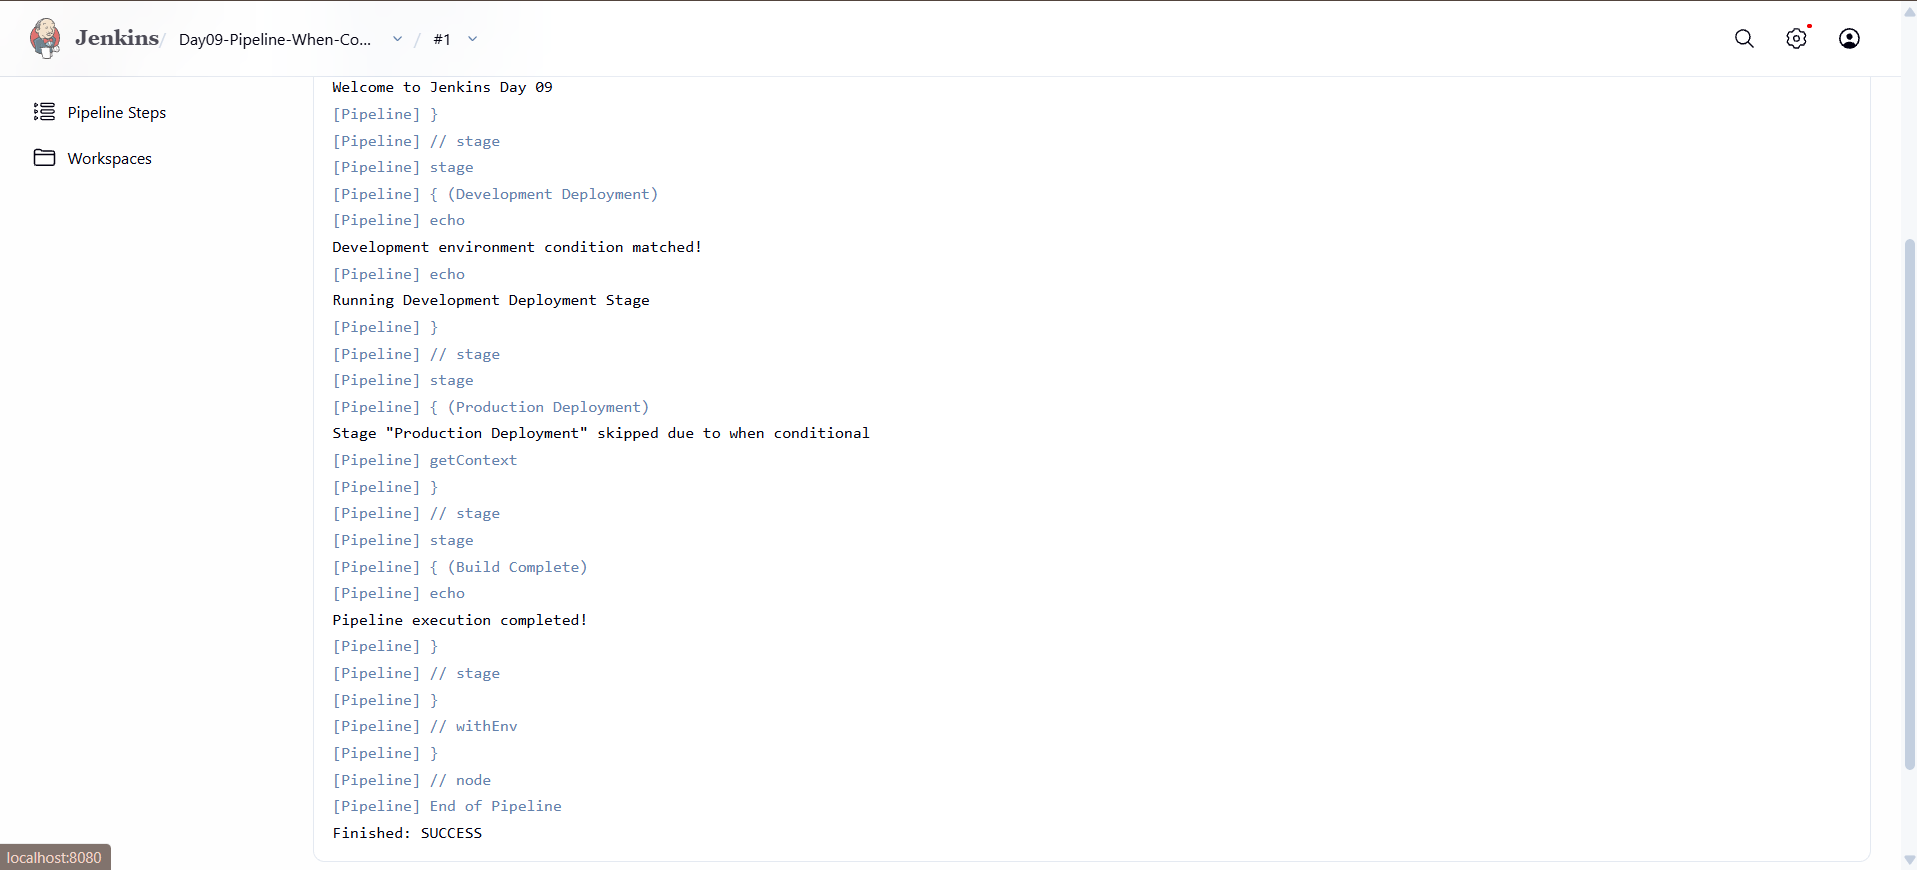 Jenkins / Day09-Pipeline-When-Co... / #1
Pipeline Steps
Workspaces
Welcome to Jenkins Day 09
[Pipeline] }
[Pipeline] // stage
[Pipeline] stage
[Pipeline] { (Development Deployment)
[Pipeline] echo
Development environment condition matched!
[Pipeline] echo
Running Development Deployment Stage
[Pipeline] }
[Pipeline] // stage
[Pipeline] stage
[Pipeline] { (Production Deployment)
Stage "Production Deployment" skipped due to when conditional
[Pipeline] getContext
[Pipeline] }
[Pipeline] // stage
[Pipeline] stage
[Pipeline] { (Build Complete)
[Pipeline] echo
Pipeline execution completed!
[Pipeline] }
[Pipeline] // stage
[Pipeline] }
[Pipeline] // withEnv
[Pipeline] }
[Pipeline] // node
[Pipeline] End of Pipeline
Finished: SUCCESS
localhost:8080